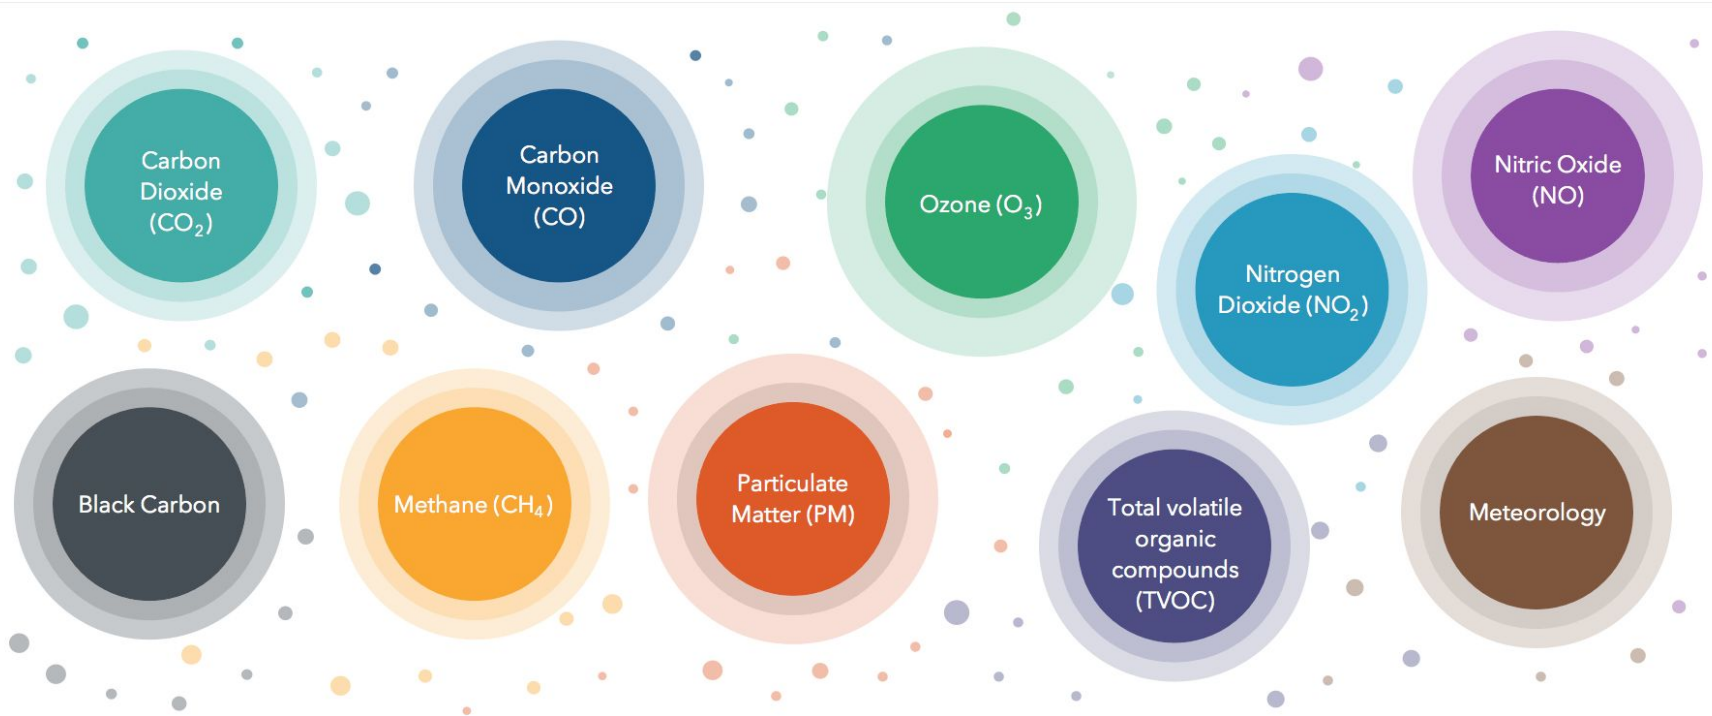 Carbon
Dioxide
(CO₂)
Carbon
Monoxide
(CO)
Ozone (O₃)
Nitrogen
Dioxide (NO₂)
Nitric Oxide
(NO)
Black Carbon
Methane (CH₄)
Particulate
Matter (PM)
Total volatile
organic
compounds
(TVOC)
Meteorology